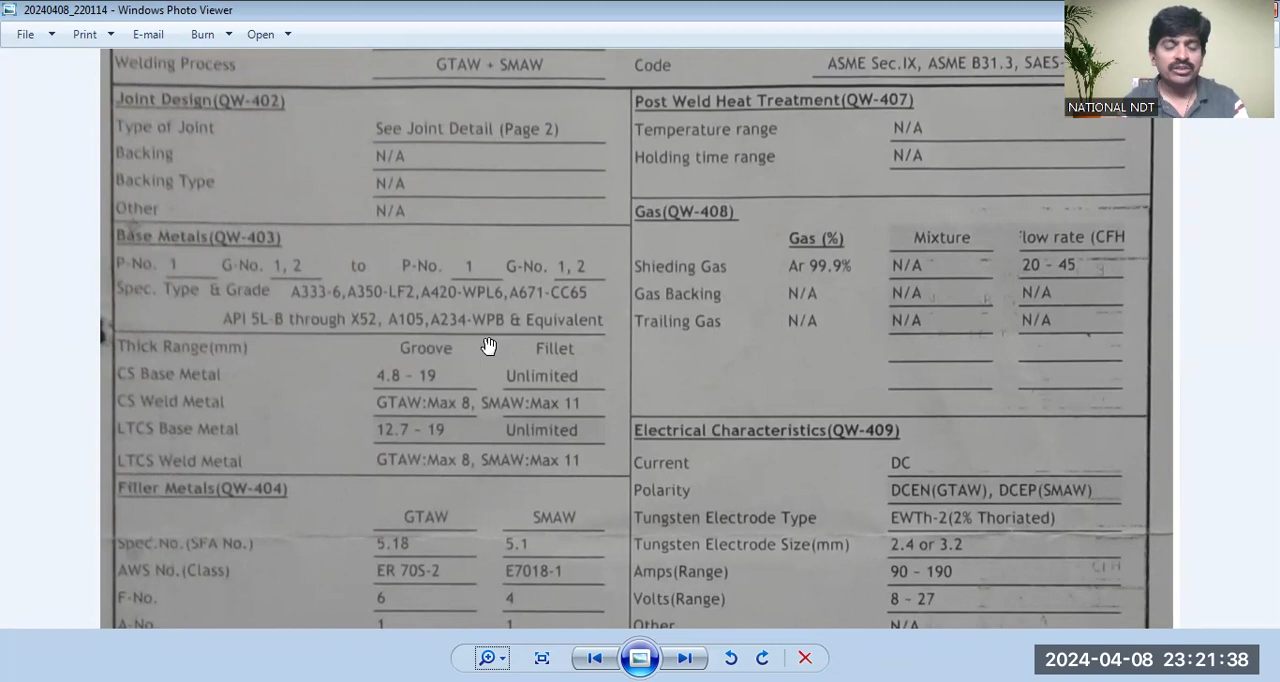 20240408_220114 - Windows Photo Viewer
File Print E-mail Burn Open
NATIONAL NDT
Welding Process GTAW + SMAW
Code ASME Sec.IX, ASME B31.3, SAES-
Joint Design(QW-402)
Type of Joint See Joint Detail (Page 2)
Backing N/A
Backing Type N/A
Other N/A
Base Metals(QW-403)
P-No. 1 G-No. 1, 2 to P-No. 1 G-No. 1, 2
Spec. Type & Grade A333-6,A350-LF2,A420-WPL6,A671-CC65
API 5L-B through X52, A105,A234-WPB & Equivalent
Thick Range(mm) Groove Fillet
CS Base Metal 4.8 - 19 Unlimited
CS Weld Metal GTAW:Max 8, SMAW:Max 11
LTCS Base Metal 12.7 - 19 Unlimited
LTCS Weld Metal GTAW:Max 8, SMAW:Max 11
Filler Metals(QW-404)
GTAW SMAW
Spec.No.(SFA No.) 5.18 5.1
AWS No.(Class) ER 70S-2 E7018-1
F-No. 6 4
A-No. 1 1
Post Weld Heat Treatment(QW-407)
Temperature range N/A
Holding time range N/A
Gas(QW-408)
Gas (%) Mixture low rate (CFH
Shieding Gas Ar 99.9% N/A 20 - 45
Gas Backing N/A N/A N/A
Trailing Gas N/A N/A N/A
Electrical Characteristics(QW-409)
Current DC
Polarity DCEN(GTAW), DCEP(SMAW)
Tungsten Electrode Type EWTh-2(2% Thoriated)
Tungsten Electrode Size(mm) 2.4 or 3.2
Amps(Range) 90 - 190
Volts(Range) 8 - 27
Other N/A
2024-04-08 23:21:38